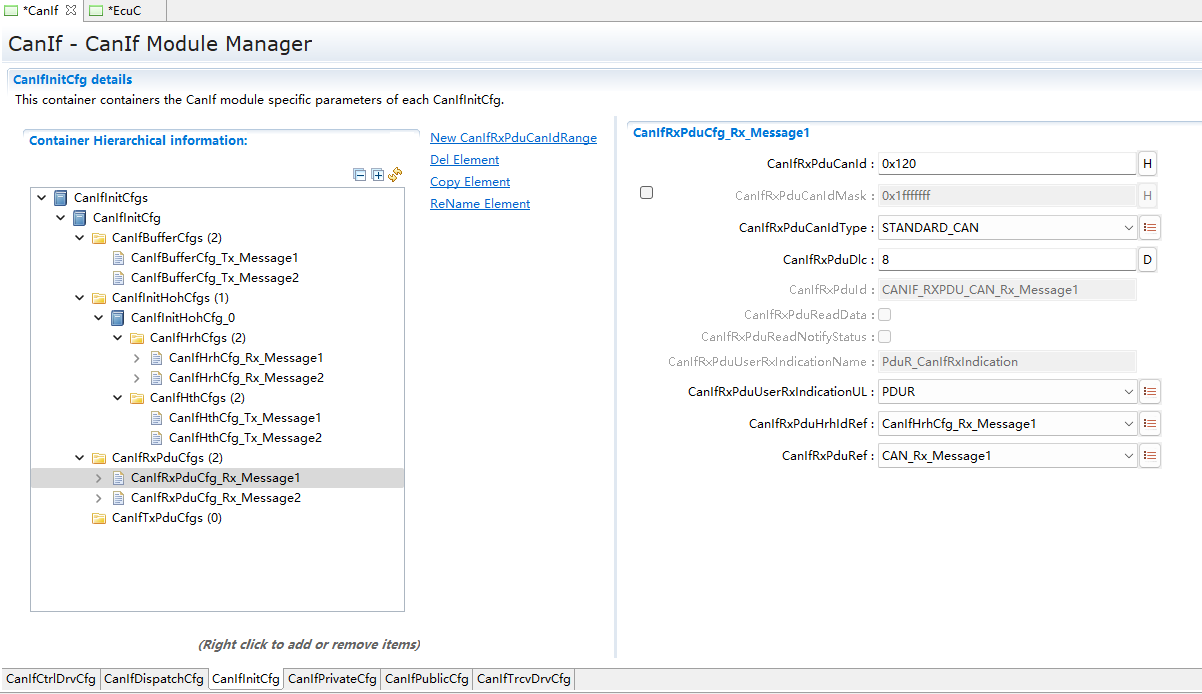 *CanIf *EcuC
CanIf - CanIf Module Manager
CanIfInitCfg details
This container containers the CanIf module specific parameters of each CanIfInitCfg.
Container Hierarchical information:
CanIfInitCfgs
CanIfInitCfg
CanIfBufferCfgs (2)
CanIfBufferCfg_Tx_Message1
CanIfBufferCfg_Tx_Message2
CanIfInitHohCfgs (1)
CanIfInitHohCfg_0
CanIfHrhCfgs (2)
CanIfHrhCfg_Rx_Message1
CanIfHrhCfg_Rx_Message2
CanIfHthCfgs (2)
CanIfHthCfg_Tx_Message1
CanIfHthCfg_Tx_Message2
CanIfRxPduCfgs (2)
CanIfRxPduCfg_Rx_Message1
CanIfRxPduCfg_Rx_Message2
CanIfTxPduCfgs (0)
(Right click to add or remove items)
New CanIfRxPduCanIdRange
Del Element
Copy Element
ReName Element
CanIfRxPduCfg_Rx_Message1
CanIfRxPduCanId : 0x120 H
CanIfRxPduCanIdMask : 0x1fffffff H
CanIfRxPduCanIdType : STANDARD_CAN
CanIfRxPduDlc : 8 D
CanIfRxPduId : CANIF_RXPDU_CAN_Rx_Message1
CanIfRxPduReadData :
CanIfRxPduReadNotifyStatus :
CanIfRxPduUserRxIndicationName : PduR_CanIfRxIndication
CanIfRxPduUserRxIndicationUL : PDUR
CanIfRxPduHrhIdRef : CanIfHrhCfg_Rx_Message1
CanIfRxPduRef : CAN_Rx_Message1
CanIfCtrlDrvCfg CanIfDispatchCfg CanIfInitCfg CanIfPrivateCfg CanIfPublicCfg CanIfTrcvDrvCfg